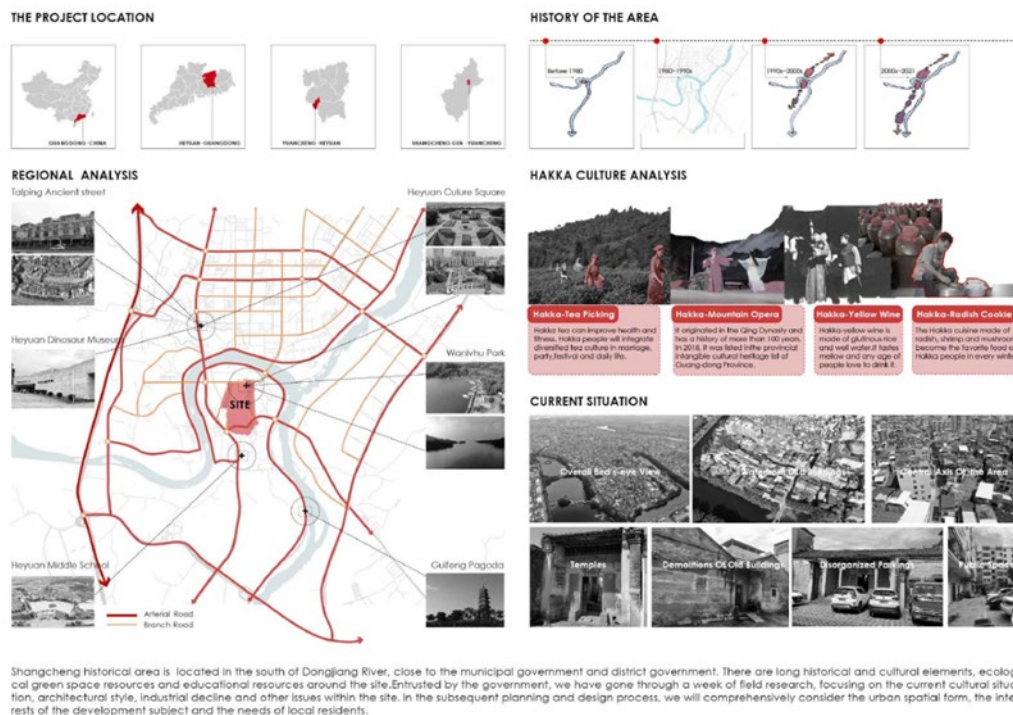 THE PROJECT LOCATION
GUANGDONG-CHINA
HEYUAN-GUANGDONG
YUANCHENG-HEYUAN
SHANGCHENG DIS-YUANCHENG
HISTORY OF THE AREA
Before 1980
1980-1990s
1990s-2000s
2000s-2021
REGIONAL ANALYSIS
Taiping Ancient street
Heyuan Culure Square
Heyuan Dinosaur Museum
Wanlvhu Park
SITE
Heyuan Middle School
Guifeng Pagoda
Arterial Road
Branch Road
HAKKA CULTURE ANALYSIS
Hakka-Tea Picking
Hakka tea can improve health and
fitness. Hakka people will integrate
diversified tea culture in marriage,
party,festival and daily life.
Hakka-Mountain Opera
It originated in the Qing Dynasty and
has a history of more than 100 years.
In 2018, it was listed inthe provincial
intangible cultural heritage list of
Guang-dong Province.
Hakka-Yellow Wine
Hakka-yellow wine is
made of glutinous rice
and well water.It tastes
mellow and any age of
people love to drink it.
Hakka-Radish Cookie
The Hakka cuisine made of
radish, shrimp and mushroom
become the favorite food
Hakka people in every
CURRENT SITUATION
Overall Bird's-eye View
Central Axis Of the Area
Temples
Demolitions Of Old Buildings
Disorganized Parkings
Public Space
Shangcheng historical area is located in the south of Dongjiang River, close to the municipal government and district government. There are long historical and cultural elements, ecologi
cal green space resources and educational resources around the site.Entrusted by the government, we have gone through a week of field research, focusing on the current cultural situa
tion, architectural style, industrial decline and other issues within the site. In the subsequent planning and design process, we will comprehensively consider the urban spatial form, the inte
rests of the development subject and the needs of local residents.